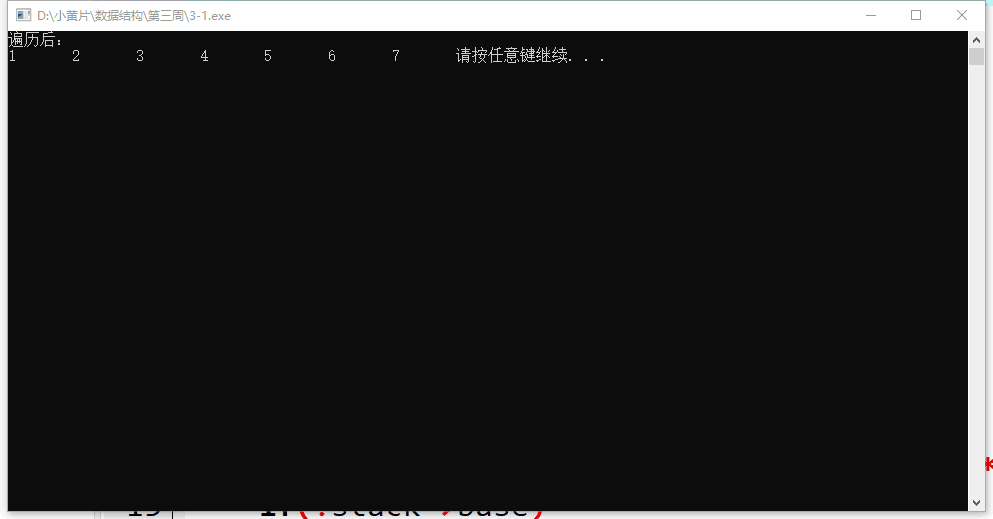 D:\小黄片\数据结构\第三周\3-1.exe
遍历后:
1 2 3 4 5 6 7 请按任意键继续. . .